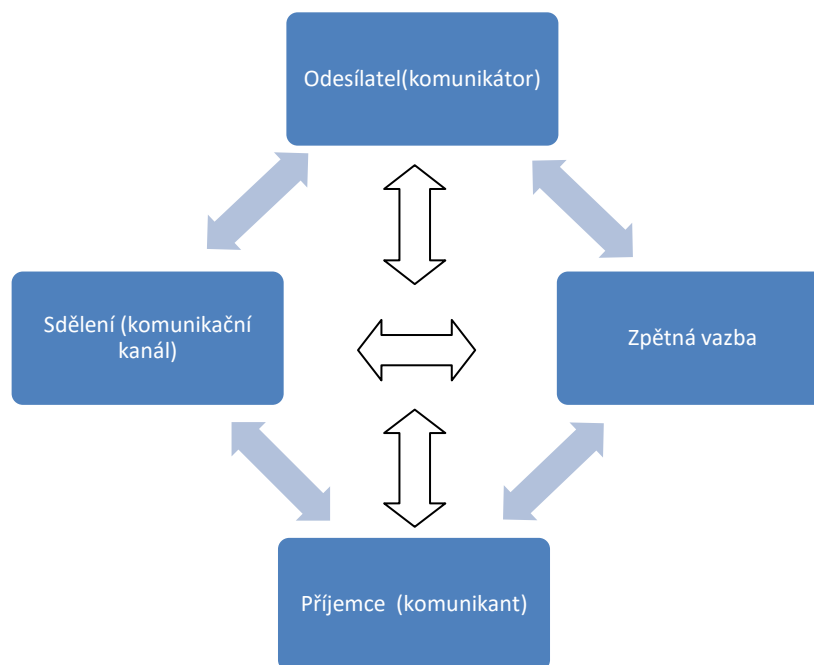 Odesílatel(komunikátor)
Sdělení (komunikační
kanál)
Zpětná vazba
Příjemce  (komunikant)